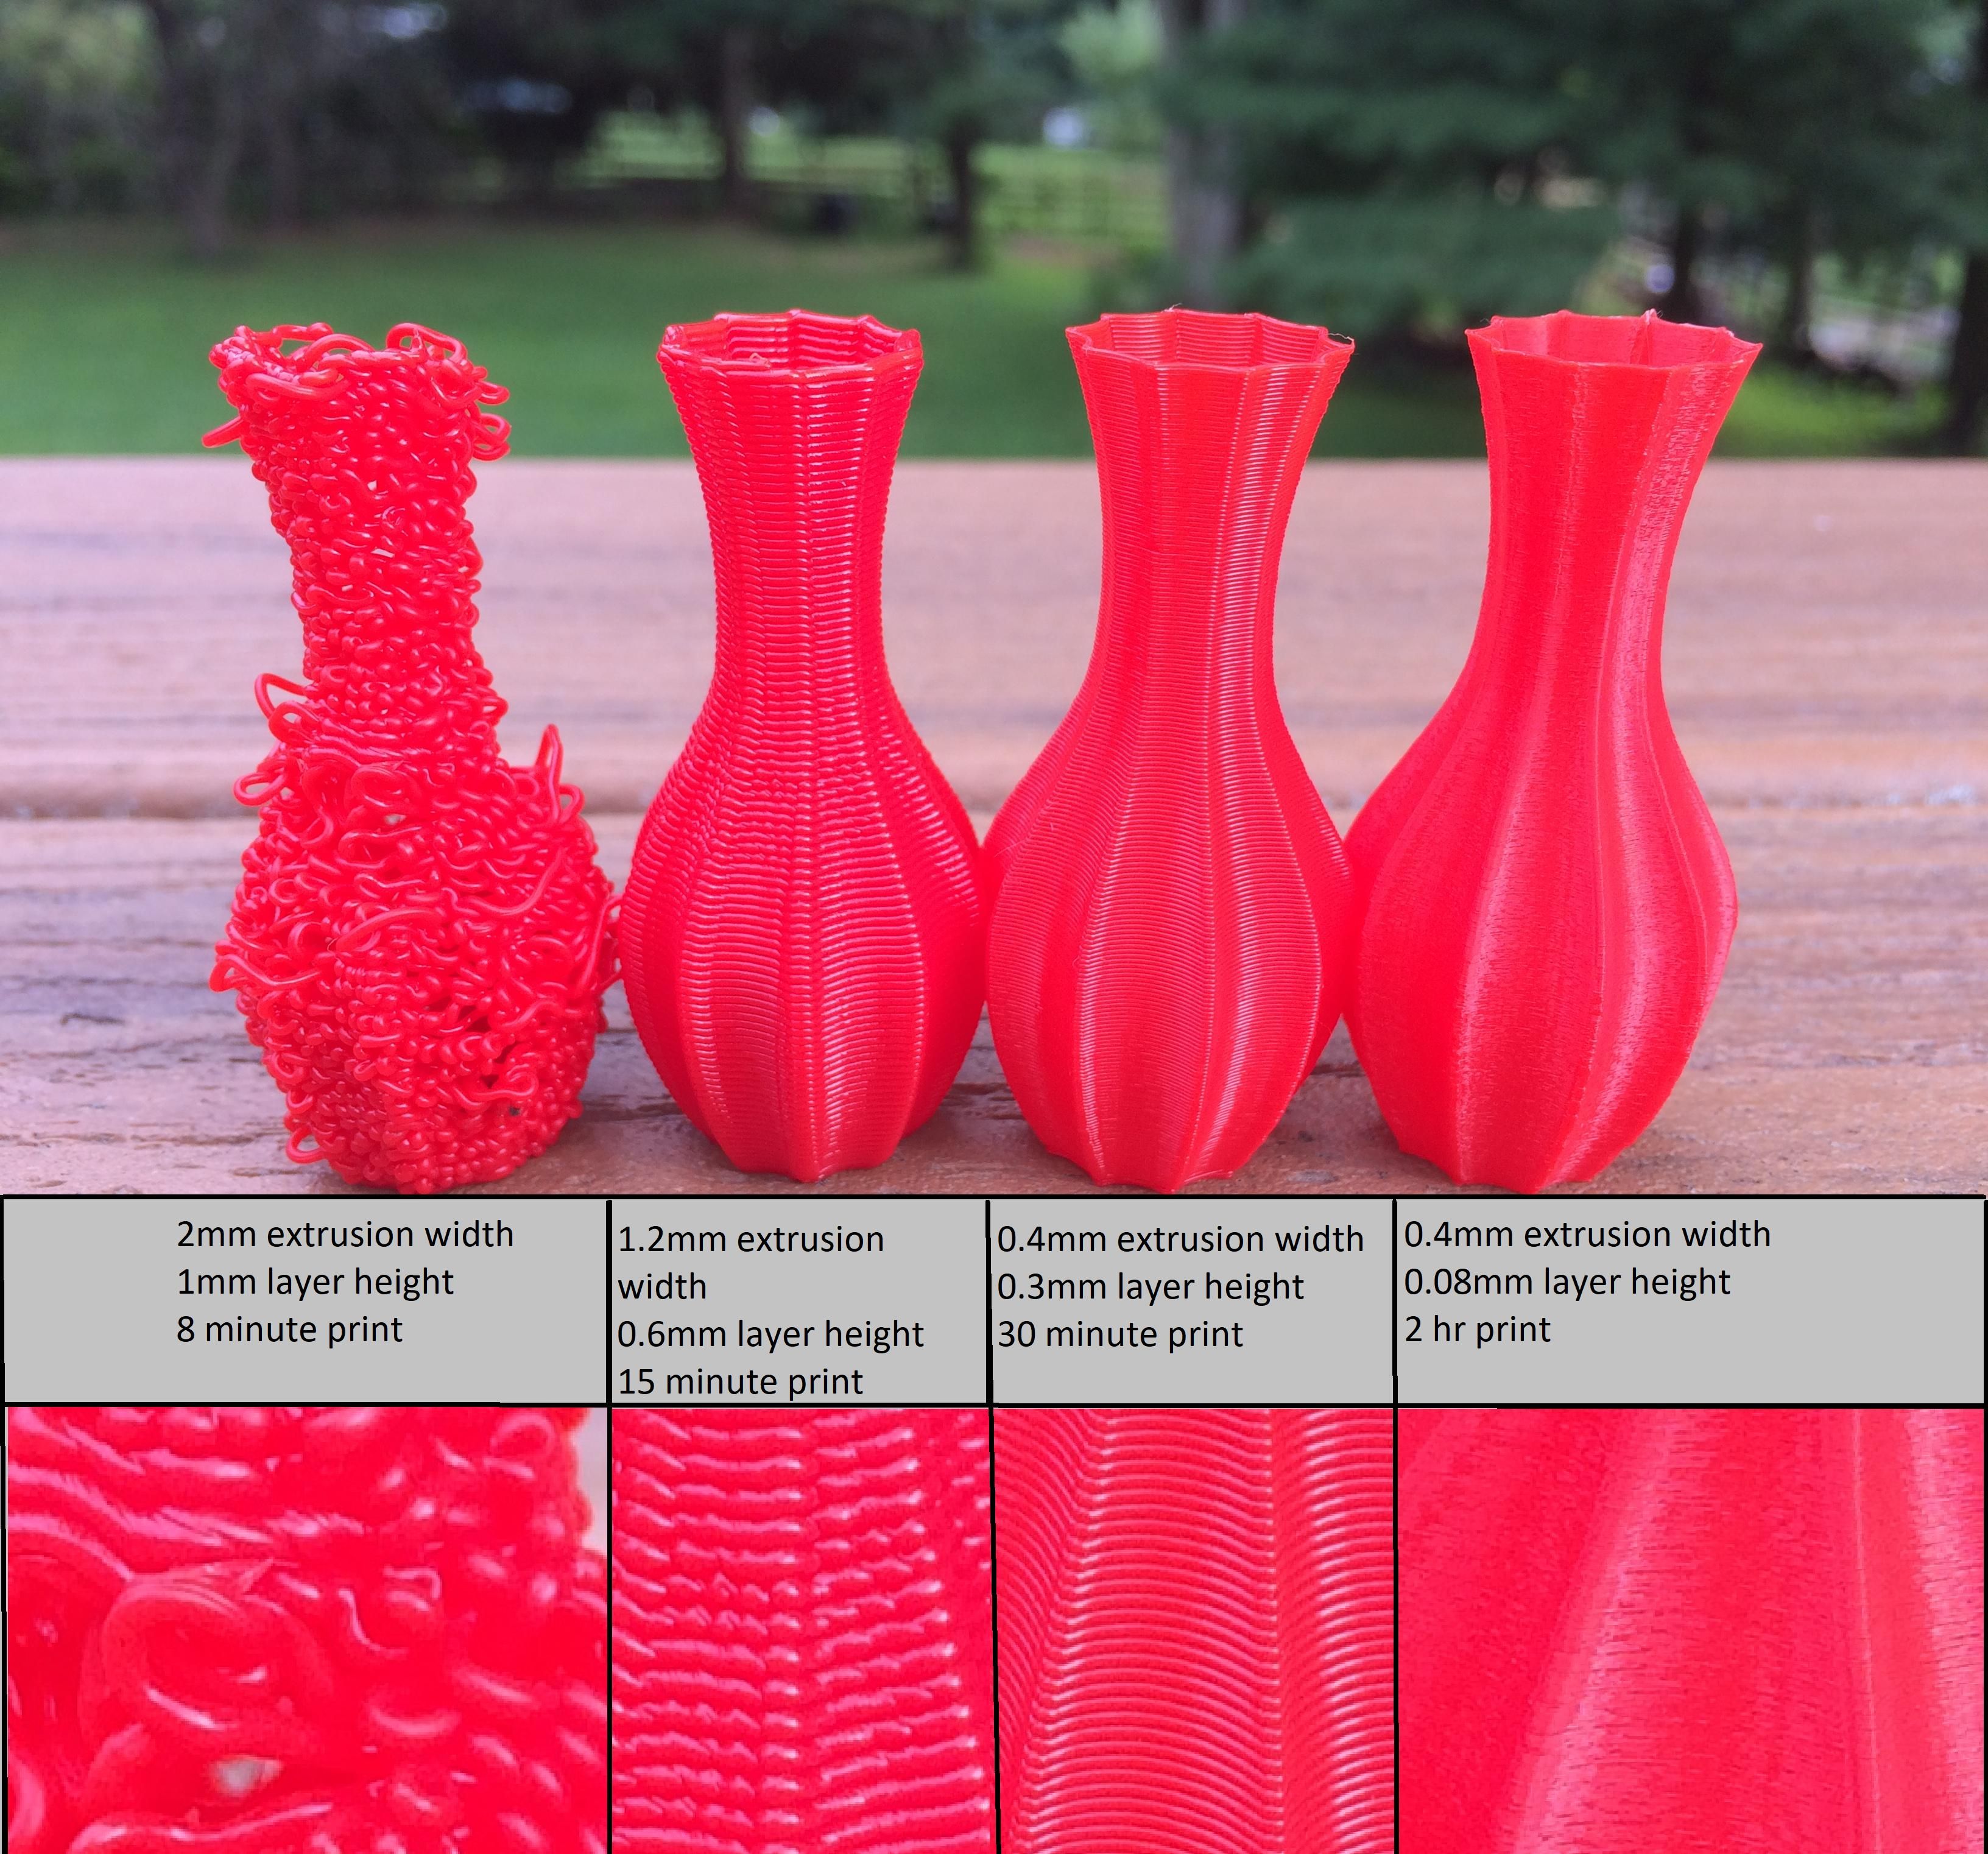 2mm extrusion width
1mm layer height
8 minute print
1.2mm extrusion
width
0.6mm layer height
15 minute print
0.4mm extrusion width
0.3mm layer height
30 minute print
0.4mm extrusion width
0.08mm layer height
2 hr print